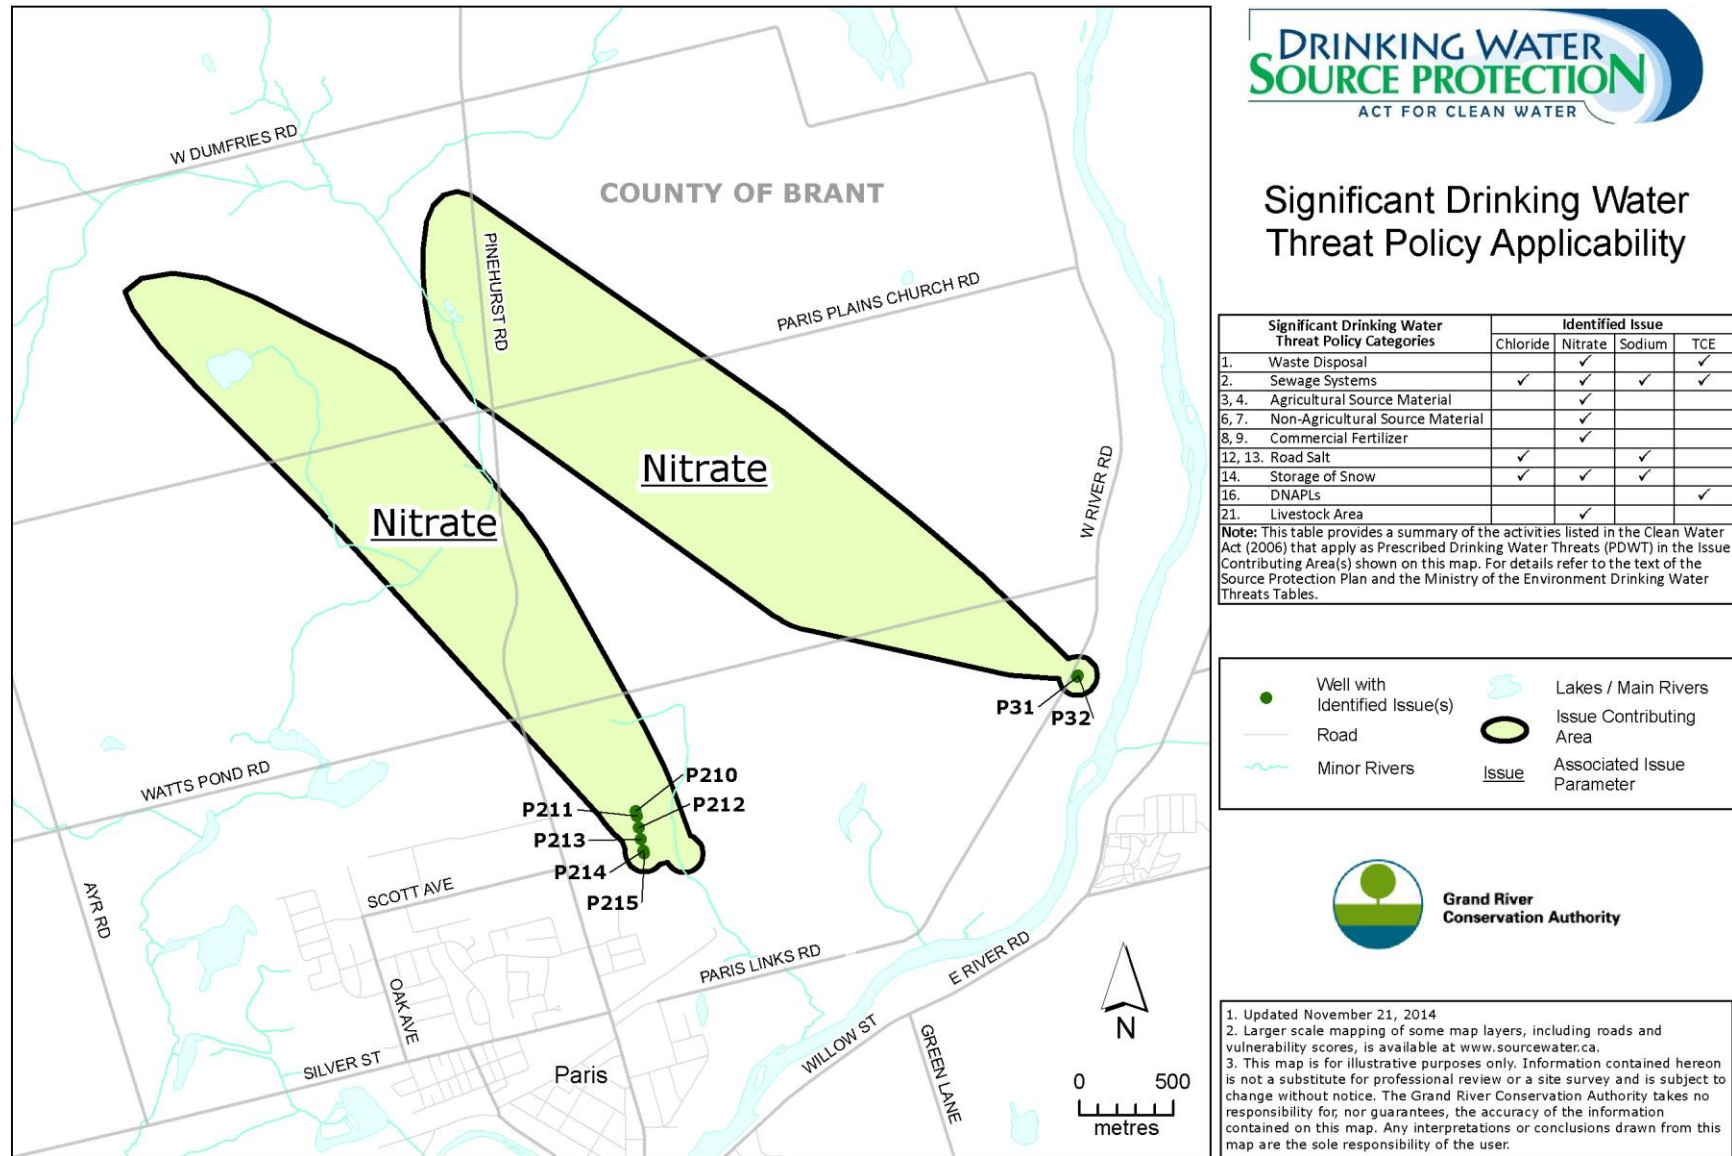 W DUMFRIES RD
COUNTY OF BRANT
PINEHURST RD
PARIS PLAINS CHURCH RD
Nitrate
Nitrate
W RIVER RD
P31
P32
WATTS POND RD
P210
P211
P212
P213
P214
P215
SCOTT AVE
AYR RD
OAK AVE
PARIS LINKS RD
E RIVER RD
SILVER ST
Paris
WILLOW ST
GREEN LANE
N
0 500
metres
DRINKING WATER
SOURCE PROTECTION
ACT FOR CLEAN WATER
Significant Drinking Water
Threat Policy Applicability
Significant Drinking Water Threat Policy Categories Identified Issue
Chloride Nitrate Sodium TCE
1. Waste Disposal ✓ ✓
2. Sewage Systems ✓ ✓ ✓ ✓
3, 4. Agricultural Source Material ✓
6, 7. Non-Agricultural Source Material ✓
8, 9. Commercial Fertilizer ✓
12, 13. Road Salt ✓ ✓
14. Storage of Snow ✓ ✓ ✓
16. DNAPLs ✓
21. Livestock Area ✓
Note: This table provides a summary of the activities listed in the Clean Water
Act (2006) that apply as Prescribed Drinking Water Threats (PDWT) in the Issue
Contributing Area(s) shown on this map. For details refer to the text of the
Source Protection Plan and the Ministry of the Environment Drinking Water
Threats Tables.
Well with
Identified Issue(s)
Road
Minor Rivers
Lakes / Main Rivers
Issue Contributing
Area
Issue
Associated Issue
Parameter
Grand River
Conservation Authority
1. Updated November 21, 2014
2. Larger scale mapping of some map layers, including roads and
vulnerability scores, is available at www.sourcewater.ca.
3. This map is for illustrative purposes only. Information contained hereon
is not a substitute for professional review or a site survey and is subject to
change without notice. The Grand River Conservation Authority takes no
responsibility for, nor guarantees, the accuracy of the information
contained on this map. Any interpretations or conclusions drawn from this
map are the sole responsibility of the user.